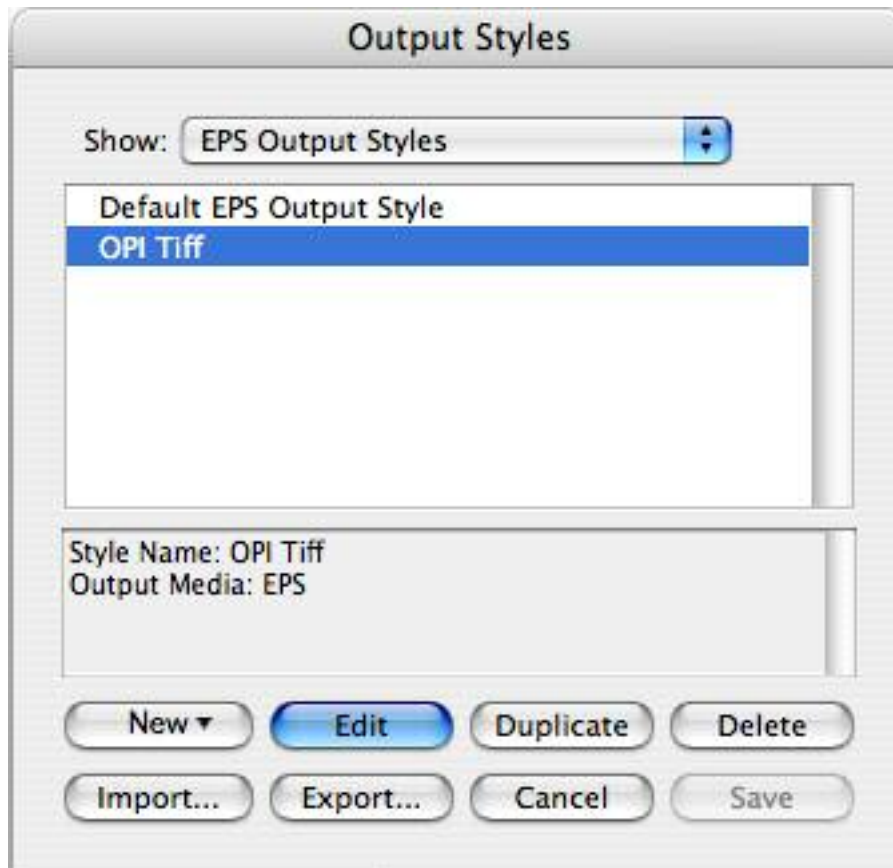 Output Styles
Show: EPS Output Styles
Default EPS Output Style
OPI Tiff
Style Name: OPI Tiff
Output Media: EPS
New Edit Duplicate Delete
Import... Export... Cancel Save